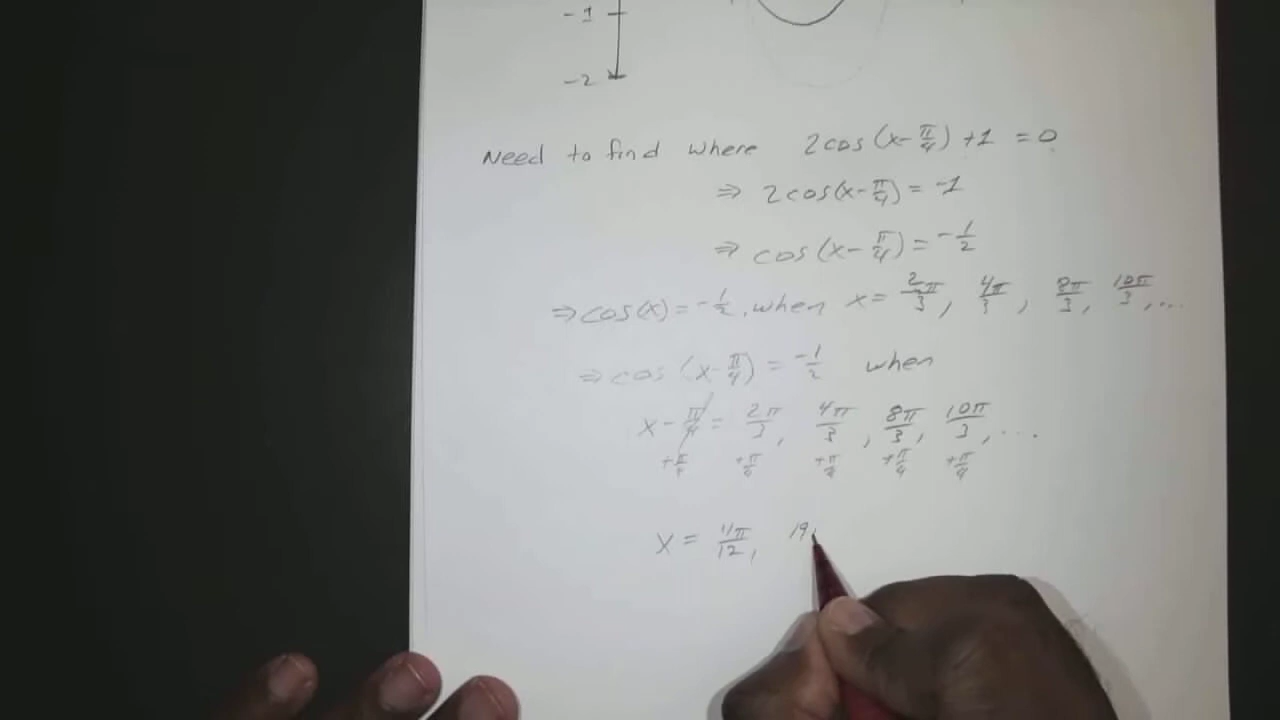 -1
-2
Need to find where 2cos(x-π/4) +1 = 0
⇒ 2cos(x-π/4) = -1
⇒ cos(x-π/4) = -1/2
⇒ cos(x) = -1/2, when x = 2π/3, 4π/3, 8π/3, 10π/3, ...
⇒ cos (x-π/4) = -1/2 when
x - π/4 = 2π/3, 4π/3, 8π/3, 10π/3, ...
+π/4 +π/4 +π/4 +π/4 +π/4
x = 11π/12, 19